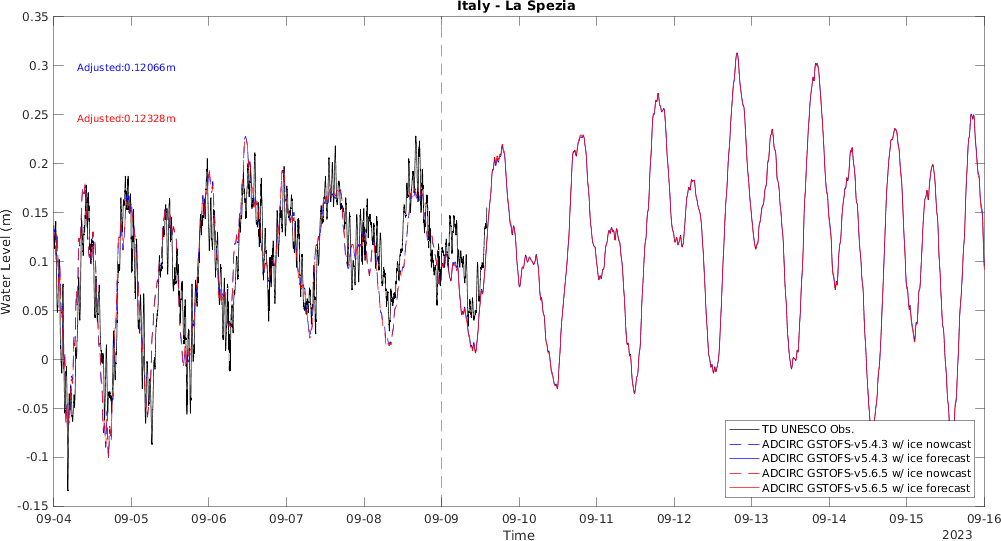 Italy - La Spezia
0.35
0.3
0.25
0.2
0.15
0.1
0.05
0
-0.05
-0.1
-0.15
Water Level (m)
Adjusted:0.12066m
Adjusted:0.12328m
TD UNESCO Obs.
ADCIRC GSTOFS-v5.4.3 w/ ice nowcast
ADCIRC GSTOFS-v5.4.3 w/ ice forecast
ADCIRC GSTOFS-v5.6.5 w/ ice nowcast
ADCIRC GSTOFS-v5.6.5 w/ ice forecast
09-04 09-05 09-06 09-07 09-08 09-09 09-10 09-11 09-12 09-13 09-14 09-15 09-16
Time
2023